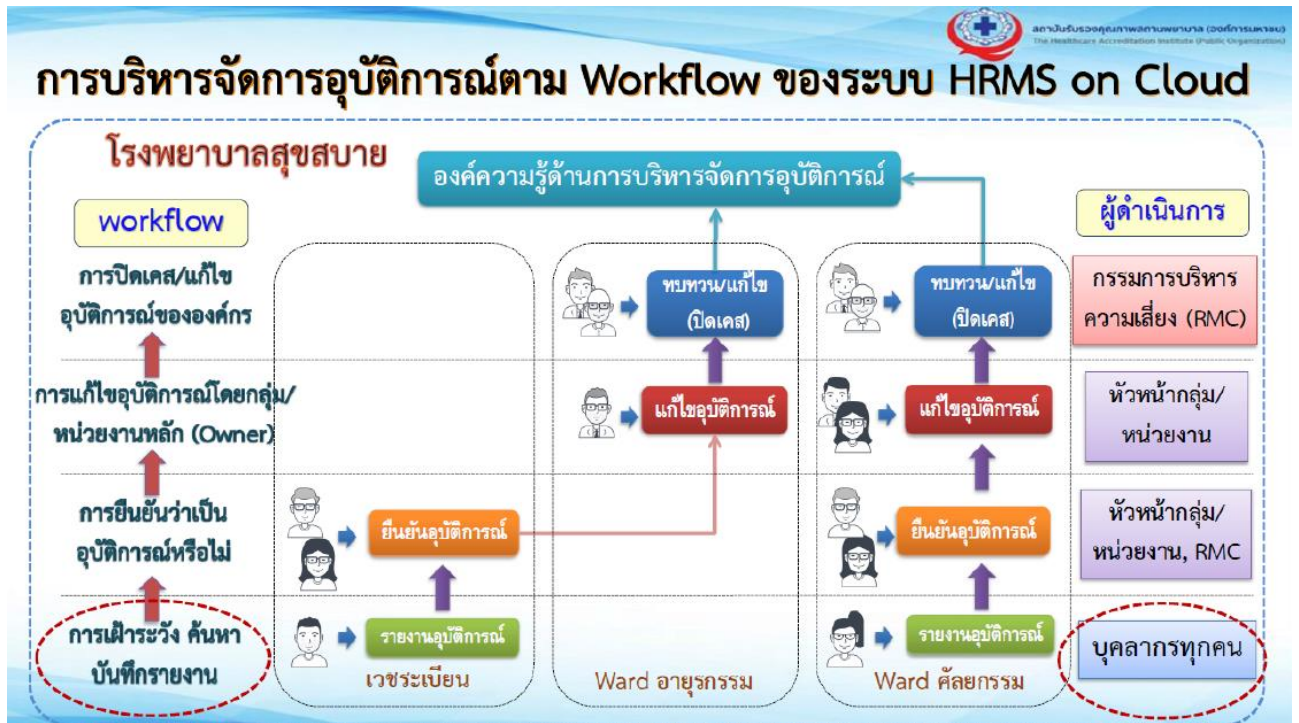 สถาบันรับรองคุณภาพสถานพยาบาล (องค์การมหาชน)
The Healthcare Accreditation Institute (Public Organization)
การบริหารจัดการอุบัติการณ์ตาม Workflow ของระบบ HRMS on Cloud
โรงพยาบาลสุขสบาย
องค์ความรู้ด้านการบริหารจัดการอุบัติการณ์
workflow
ผู้ดำเนินการ
การปิดเคส/แก้ไข
อุบัติการณ์ขององค์กร
ทบทวน/แก้ไข
(ปิดเคส)
ทบทวน/แก้ไข
(ปิดเคส)
กรรมการบริหาร
ความเสี่ยง (RMC)
การแก้ไขอุบัติการณ์โดยกลุ่ม/
หน่วยงานหลัก (Owner)
แก้ไขอุบัติการณ์
แก้ไขอุบัติการณ์
หัวหน้ากลุ่ม/
หน่วยงาน
การยืนยันว่าเป็น
อุบัติการณ์หรือไม่
ยืนยันอุบัติการณ์
ยืนยันอุบัติการณ์
หัวหน้ากลุ่ม/
หน่วยงาน, RMC
การเฝ้าระวัง ค้นหา
บันทึกรายงาน
รายงานอุบัติการณ์
รายงานอุบัติการณ์
บุคลากรทุกคน
เวชระเบียน
Ward อายุรกรรม
Ward ศัลยกรรม